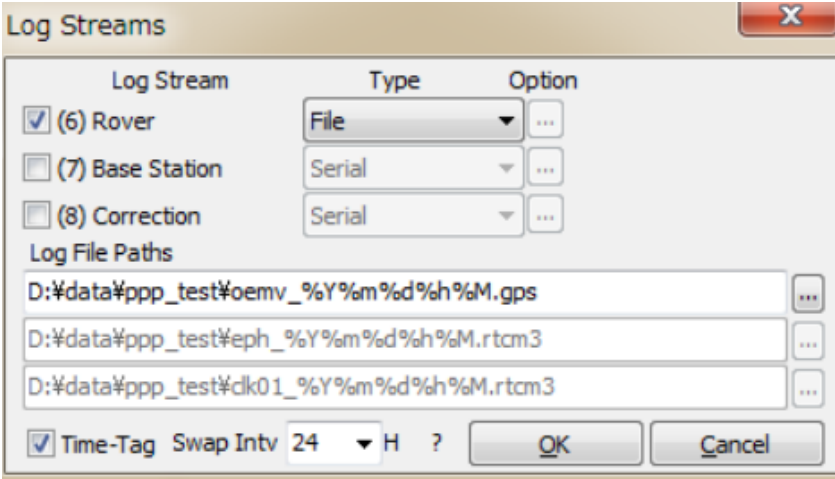 Log Streams
x
Log Stream Type Option
(6) Rover File ...
(7) Base Station Serial ...
(8) Correction Serial ...
Log File Paths
D:¥data¥ppp_test¥oemv_%Y%m%d%h%M.gps ...
D:¥data¥ppp_test¥eph_%Y%m%d%h%M.rtcm3 ...
D:¥data¥ppp_test¥clk01_%Y%m%d%h%M.rtcm3 ...
Time-Tag Swap Intv 24 H ? OK Cancel